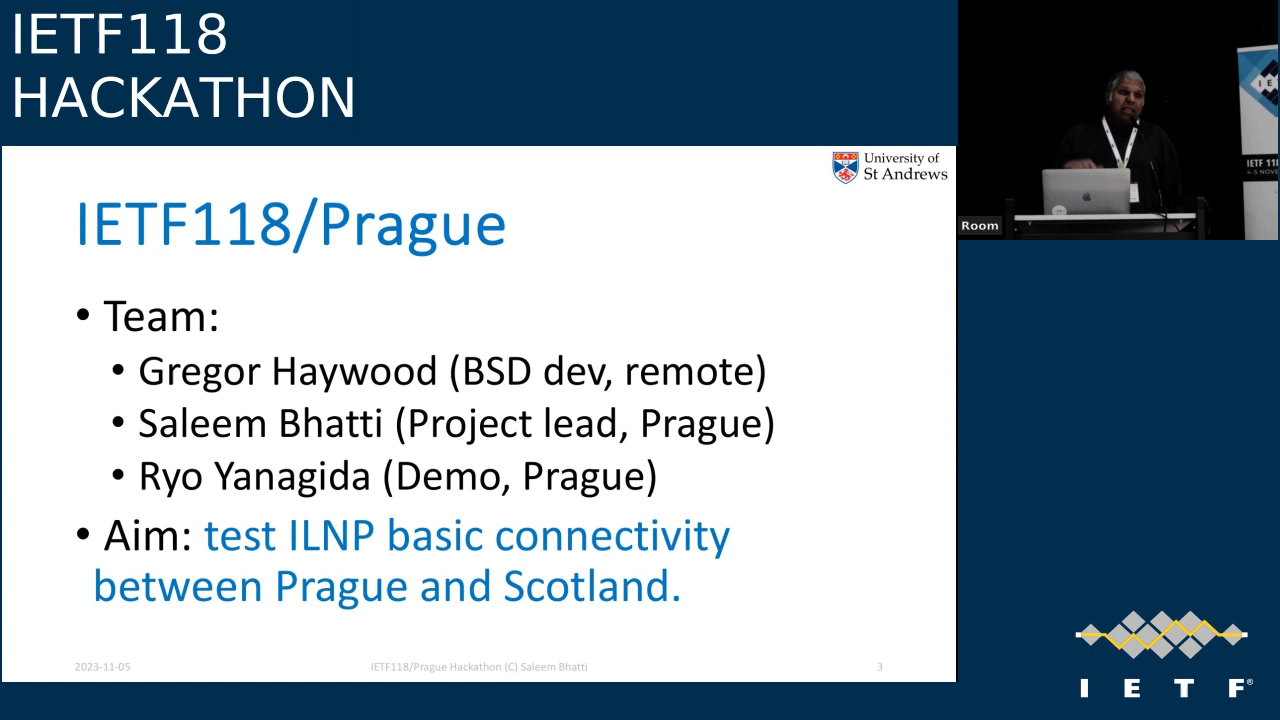 IETF118
HACKATHON
University of
St Andrews
IETF118/Prague
• Team:
• Gregor Haywood (BSD dev, remote)
• Saleem Bhatti (Project lead, Prague)
• Ryo Yanagida (Demo, Prague)
• Aim: test ILNP basic connectivity
between Prague and Scotland.
2023-11-05
IETF118/Prague Hackathon (C) Saleem Bhatti
3
Room
I E T F®